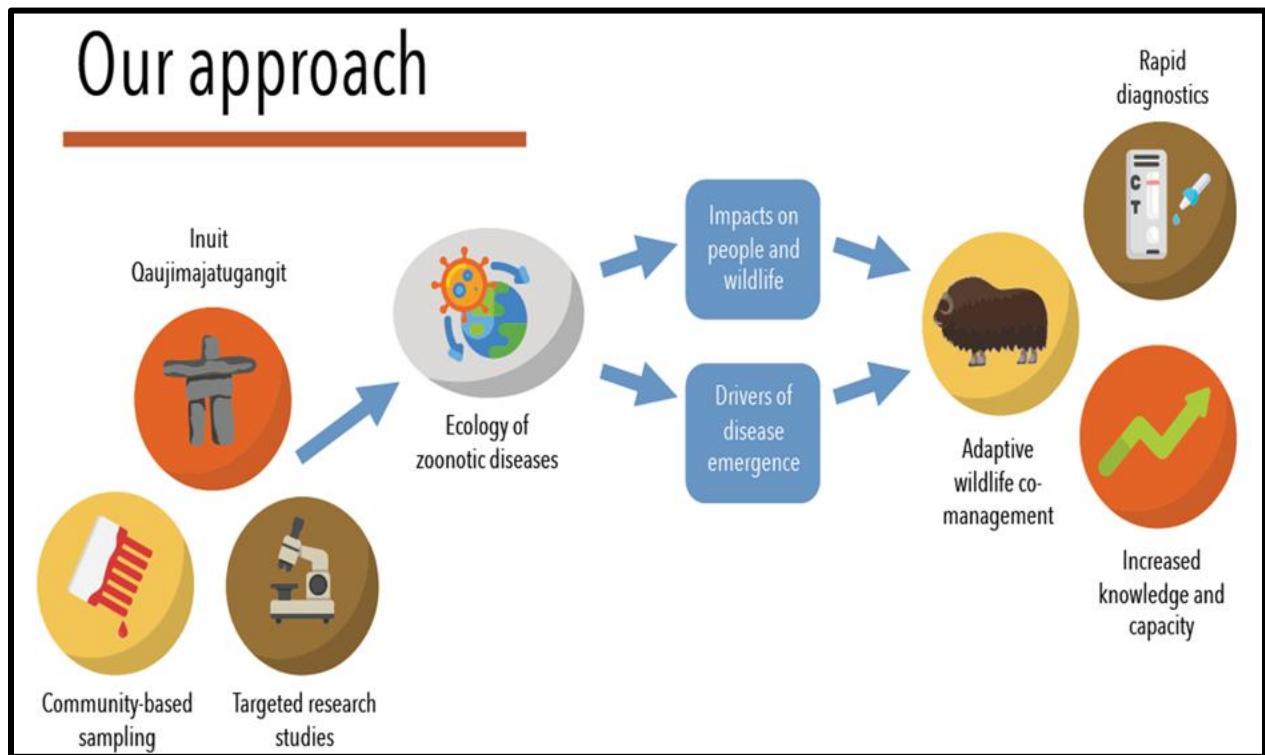 Our approach
Inuit
Qaujimajatugangit
Community-based
sampling
Targeted research
studies
Ecology of
zoonotic diseases
Impacts on
people and
wildlife
Drivers of
disease
emergence
Adaptive
wildlife co-
management
Rapid
diagnostics
C
T
Increased
knowledge and
capacity